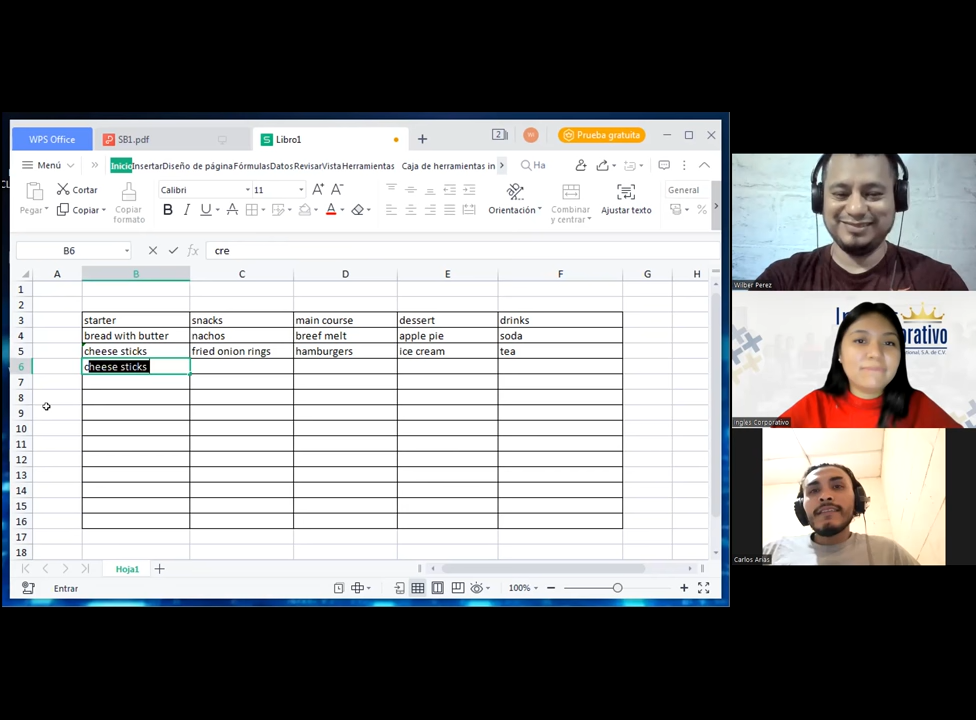 WPS Office
SB1.pdf
Libro1
2
Prueba gratuita
Menú
Inicio Insertar Diseño de página Fórmulas Datos Revisar Vista Herramientas Caja de herramientas in
Ha
Pegar
Cortar
Copiar
Copiar formato
Calibri
11
A+ A-
B I U A
Orientación
Combinar y centrar
Ajustar texto
General
%
B6
fx
cre
A B C D E F G H
1
2
3 starter snacks main course dessert drinks
4 bread with butter nachos breef melt apple pie soda
5 cheese sticks fried onion rings hamburgers ice cream tea
6 cheese sticks
7
8
9
10
11
12
13
14
15
16
17
18
Hoja1
Entrar
100%
Wilber Perez
Ingles Corporativo
Carlos Arias